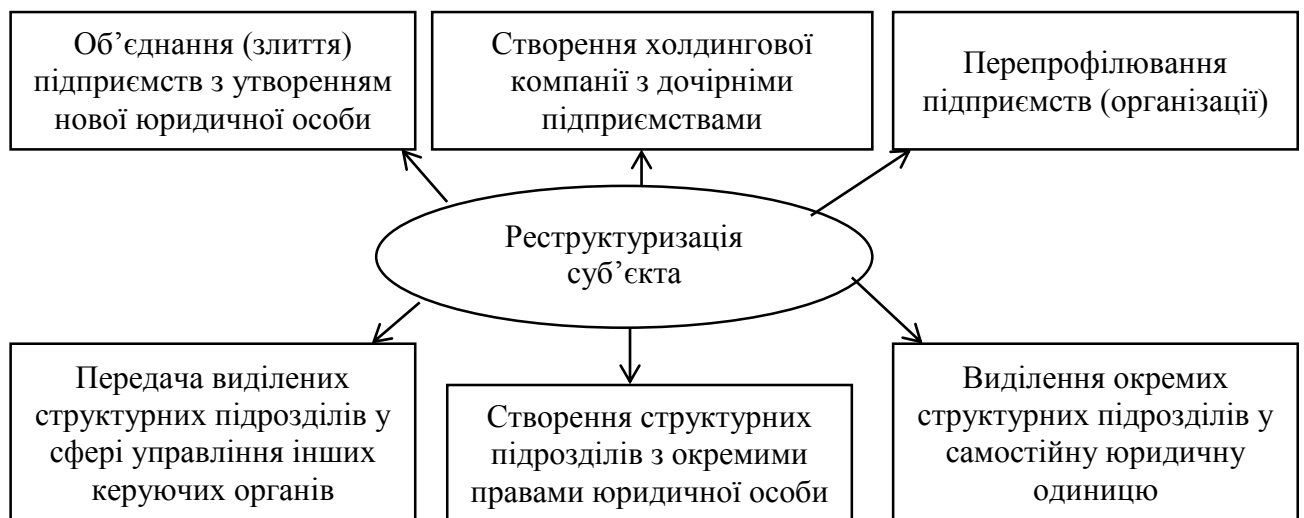 Об’єднання (злиття)
підприємств з утворенням
нової юридичної особи
Створення холдингової
компанії з дочірніми
підприємствами
Перепрофілювання
підприємств (організації)
Реструктуризація
суб’єкта
Передача виділених
структурних підрозділів у
сфері управління інших
керуючих органів
Створення структурних
підрозділів з окремими
правами юридичної особи
Виділення окремих
структурних підрозділів у
самостійну юридичну
одиницю